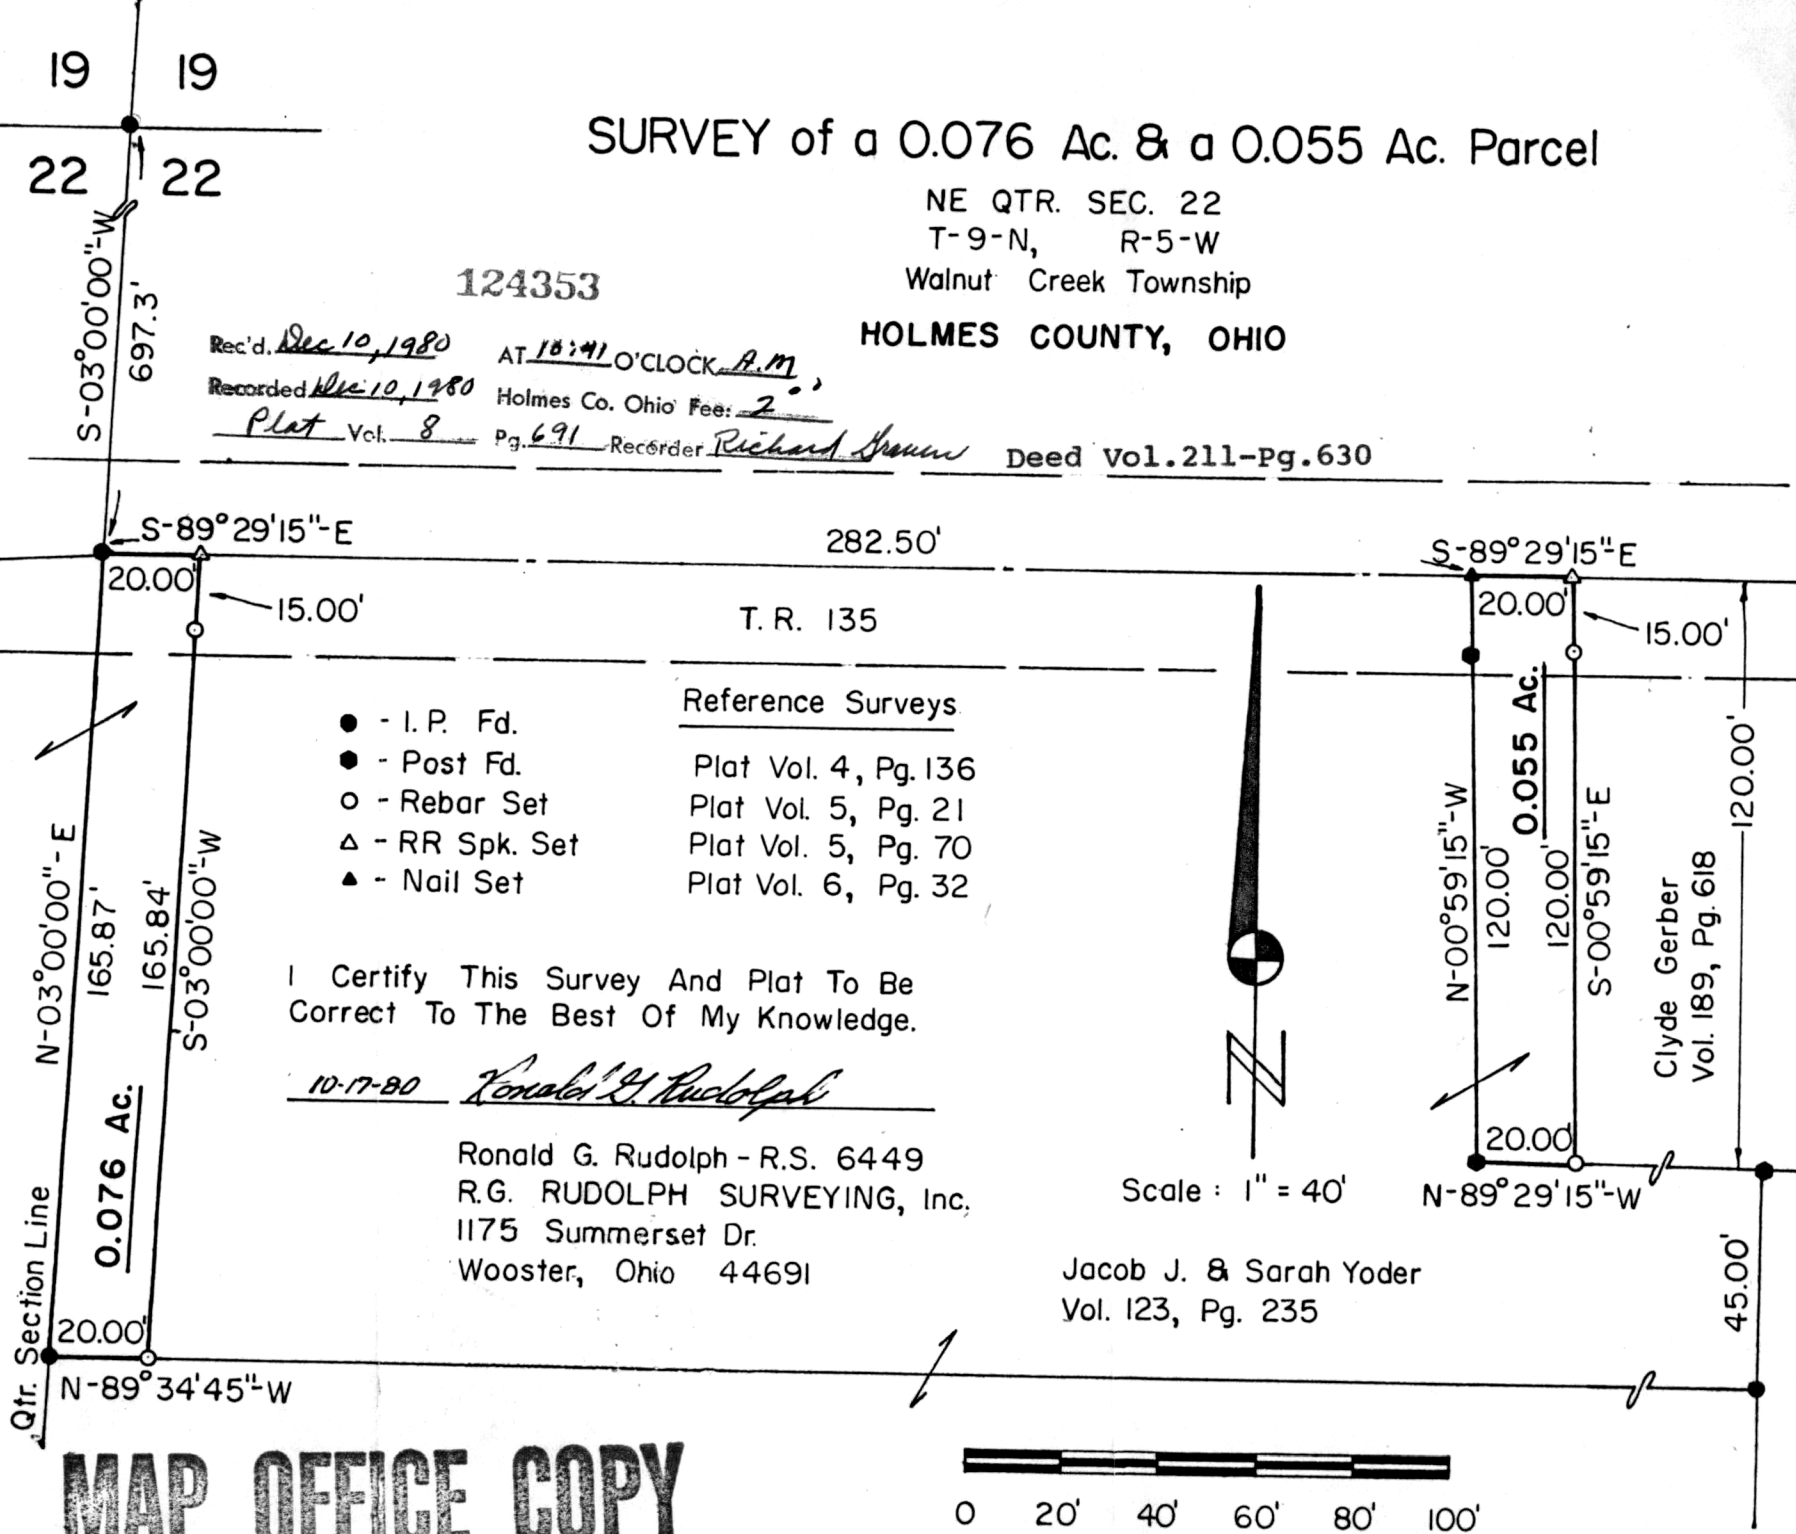 19 19
22 22
SURVEY of a 0.076 Ac. & a 0.055 Ac. Parcel
NE QTR. SEC. 22
T-9-N, R-5-W
Walnut Creek Township
HOLMES COUNTY, OHIO
124353
Rec'd. Dec 10, 1980 AT 10:41 O'CLOCK A.M
Recorded Dec 10, 1980 Holmes Co. Ohio Fee: 2
Plat Vol. 8 Pg. 691 Recorder Richard
Deed Vol.211-Pg.630
S-03°00'00"-W
697.3'
S-89°29'15"-E
282.50'
S-89°29'15"-E
20.00'
15.00'
T. R. 135
20.00'
15.00'
● - I. P. Fd.
⬢ - Post Fd.
○ - Rebar Set
△ - RR Spk. Set
▲ - Nail Set
Reference Surveys
Plat Vol. 4, Pg. 136
Plat Vol. 5, Pg. 21
Plat Vol. 5, Pg. 70
Plat Vol. 6, Pg. 32
N-03°00'00"-E
165.87'
165.84'
S-03°00'00"-W
0.076 Ac.
N-00°59'15"-W
120.00'
0.055 Ac.
120.00'
S-00°59'15"-E
Clyde Gerber
Vol. 189, Pg. 618
120.00'
I Certify This Survey And Plat To Be
Correct To The Best Of My Knowledge.
10-17-80 Ronald G. Rudolph
Ronald G. Rudolph - R.S. 6449
R.G. RUDOLPH SURVEYING, Inc.
1175 Summerset Dr.
Wooster, Ohio 44691
N
Scale : 1" = 40'
20.00'
N-89°29'15"-W
Jacob J. & Sarah Yoder
Vol. 123, Pg. 235
45.00'
Qtr. Section Line
20.00'
N-89°34'45"-W
MAP OFFICE COPY
0 20' 40' 60' 80' 100'